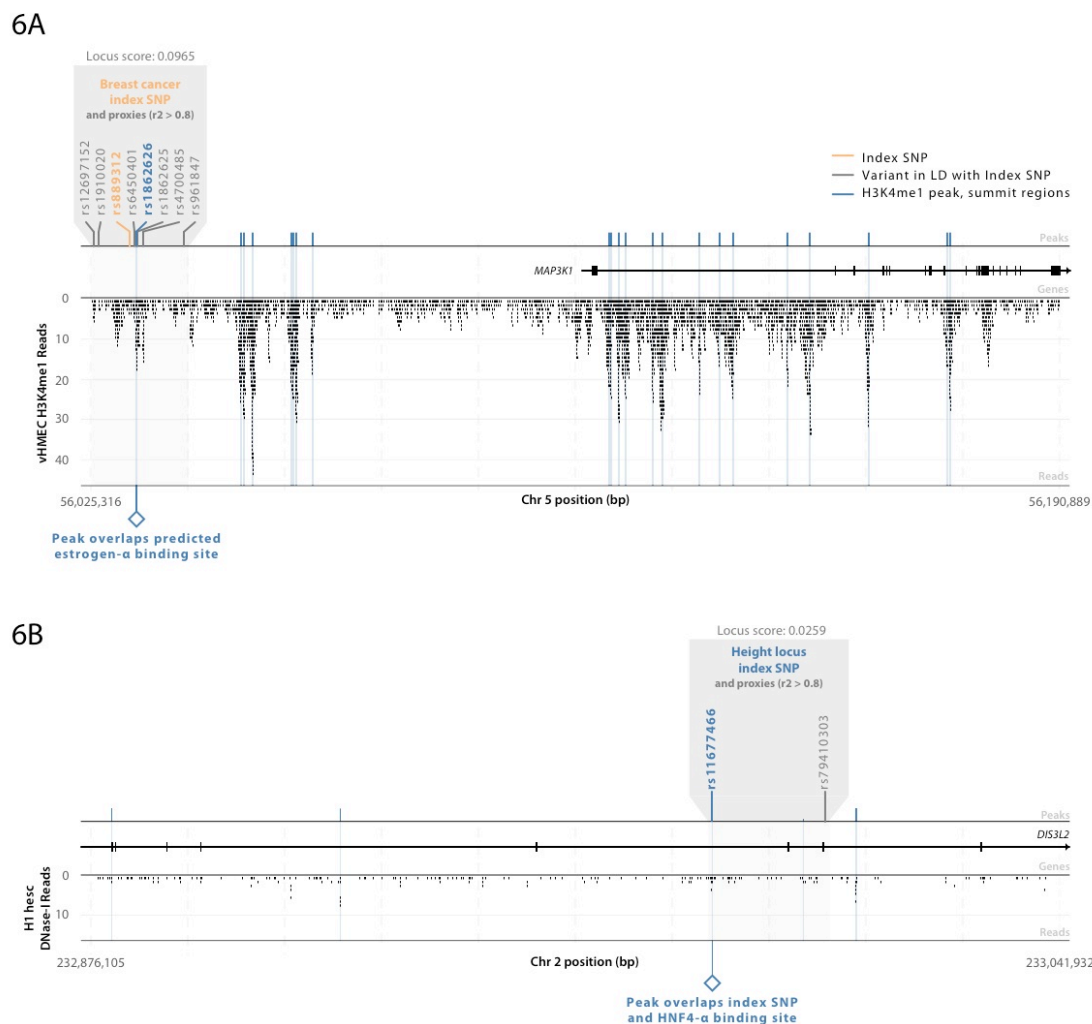 6A
Locus score: 0.0965
Breast cancer
index SNP
and proxies (r2 > 0.8)
rs12697152
rs1910020
rs889312
rs6450401
rs1862626
rs1862625
rs4700485
rs961847
Index SNP
Variant in LD with Index SNP
H3K4me1 peak, summit regions
Peaks
MAP3K1
Genes
0
10
20
30
40
vHMEC H3K4me1 Reads
Reads
56,025,316
Chr 5 position (bp)
56,190,889
Peak overlaps predicted
estrogen-α binding site
6B
Locus score: 0.0259
Height locus
index SNP
and proxies (r2 > 0.8)
rs11677466
rs79410303
Peaks
DIS3L2
Genes
0
10
H1 hesc
DNase-I Reads
Reads
232,876,105
Chr 2 position (bp)
233,041,932
Peak overlaps index SNP
and HNF4-α binding site